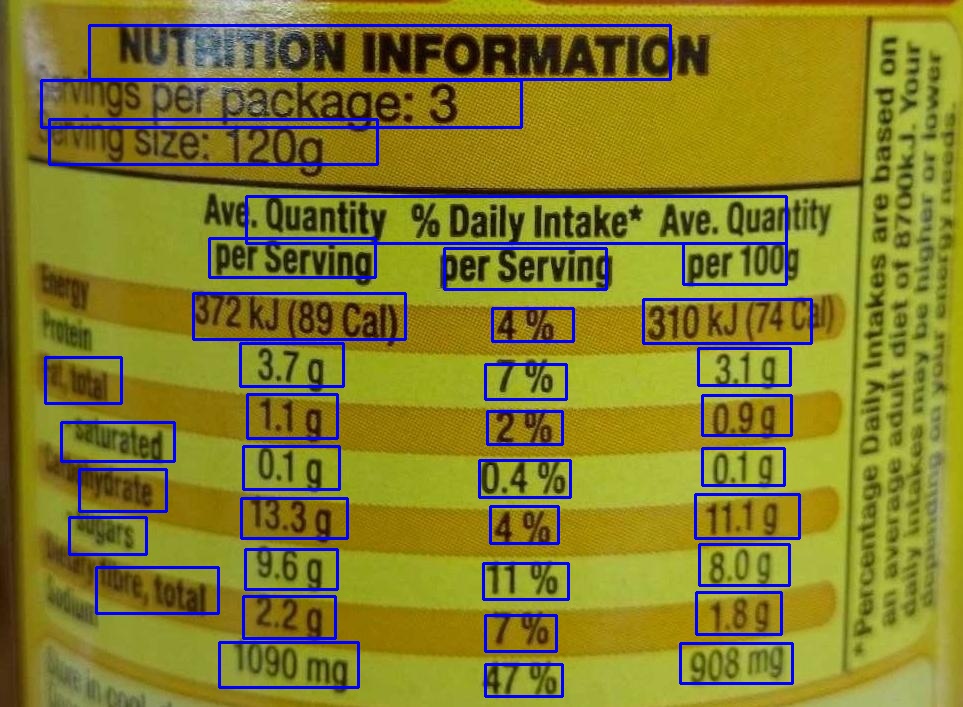 NUTRITION INFORMATION
Servings per package: 3
Serving size: 120g
Ave. Quantity % Daily Intake* Ave. Quantity
per Serving per Serving per 100g
Energy 372 kJ (89 Cal) 4 % 310 kJ (74 Cal)
Protein 3.7 g 7 % 3.1 g
Fat, total 1.1 g 2 % 0.9 g
saturated 0.1 g 0.4 % 0.1 g
Carbohydrate 13.3 g 4 % 11.1 g
sugars 9.6 g 11 % 8.0 g
Dietary fibre, total 2.2 g 7 % 1.8 g
Sodium 1090 mg 47 % 908 mg
* Percentage Daily Intakes are based on
an average adult diet of 8700kJ. Your
daily intakes may be higher or lower
depending on your energy needs.
Store in cool,